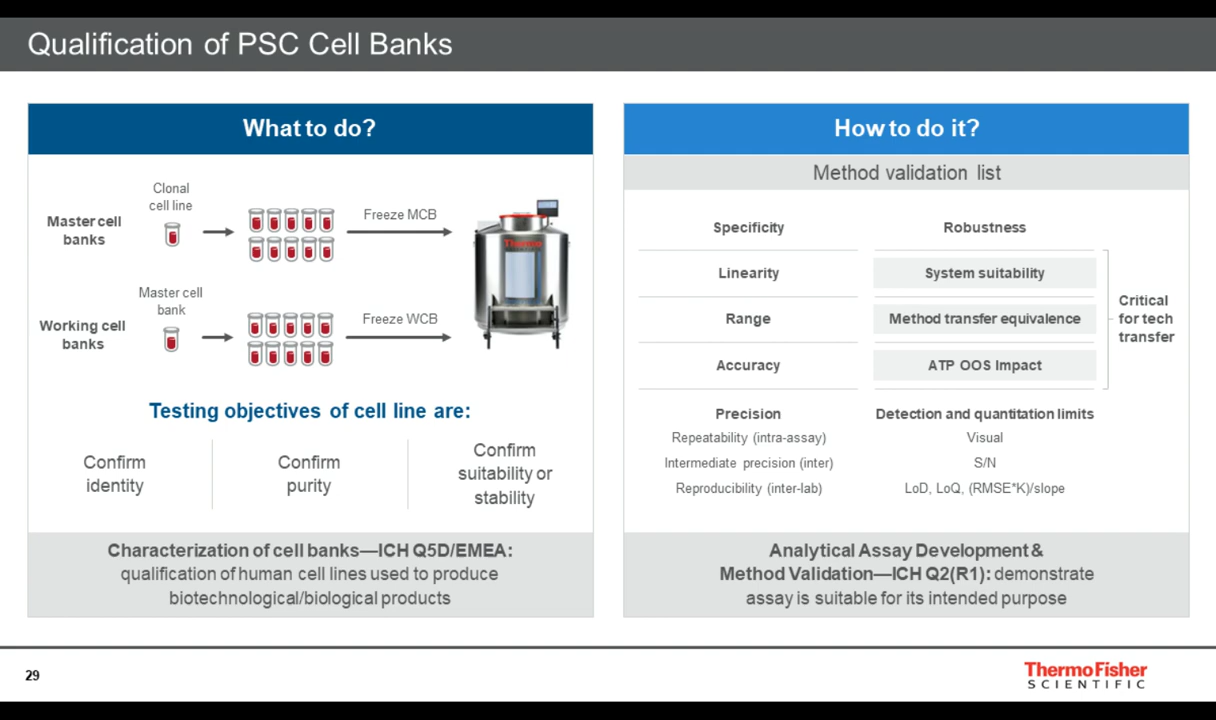 Qualification of PSC Cell Banks
What to do?
Clonal
cell line
Master cell
banks
Freeze MCB
Thermo
Master cell
bank
Working cell
banks
Freeze WCB
Testing objectives of cell line are:
Confirm
identity
Confirm
purity
Confirm
suitability or
stability
Characterization of cell banks—ICH Q5D/EMEA:
qualification of human cell lines used to produce
biotechnological/biological products
How to do it?
Method validation list
Specificity
Linearity
Range
Accuracy
Precision
Repeatability (intra-assay)
Intermediate precision (inter)
Reproducibility (inter-lab)
Robustness
System suitability
Method transfer equivalence
ATP OOS Impact
Critical
for tech
transfer
Detection and quantitation limits
Visual
S/N
LoD, LoQ, (RMSE*K)/slope
Analytical Assay Development &
Method Validation—ICH Q2(R1): demonstrate
assay is suitable for its intended purpose
29
ThermoFisher
SCIENTIFIC